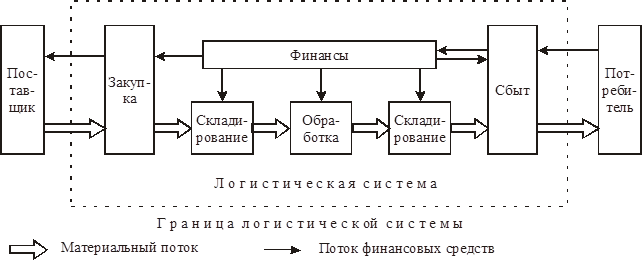 Финансы
Пос-
тав-
щик
Закуп-
ка
Склади-
рование
Обра-
ботка
Склади-
рование
Сбыт
Пот-
реби-
тель
Логистическая система
Граница логистической системы
Материальный поток
Поток финансовых средств